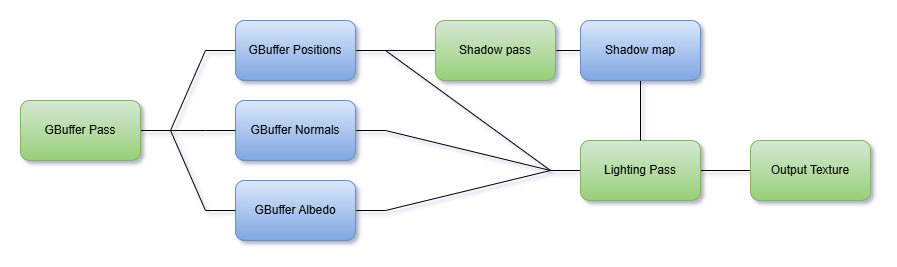 GBuffer Positions
Shadow pass
Shadow map
GBuffer Pass
GBuffer Normals
Lighting Pass
Output Texture
GBuffer Albedo